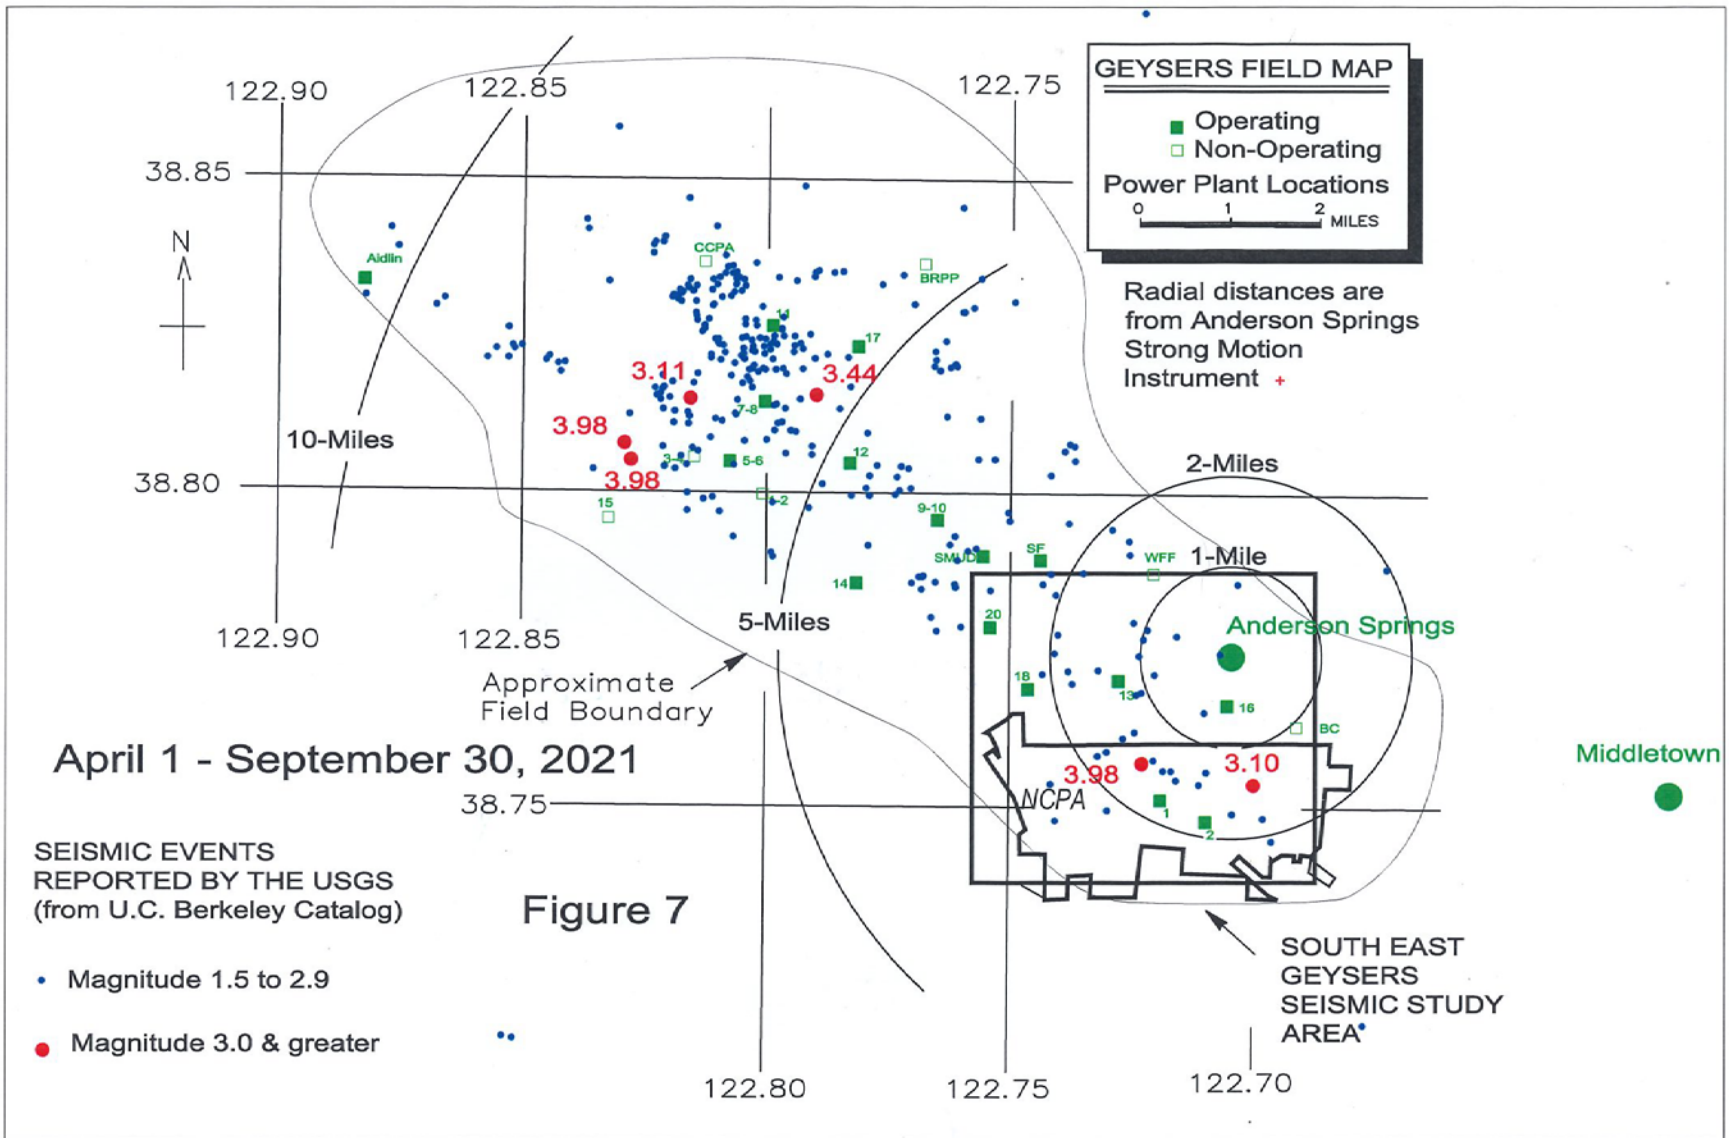 122.90
122.85
122.75
GEYSERS FIELD MAP
Operating
Non-Operating
Power Plant Locations
0 1 2 MILES
38.85
N
Aidlin
CCPA
BRPP
Radial distances are
from Anderson Springs
Strong Motion
Instrument +
11
17
3.11
3.44
7-8
3.98
10-Miles
3.98
5-6
12
2-Miles
38.80
15
9-10
SMUD
SF
1-Mile
WFF
14
122.90
122.85
5-Miles
20
Anderson Springs
Approximate
Field Boundary
18
13
16
BC
April 1 - September 30, 2021
3.98
3.10
Middletown
38.75
NCPA
1
2
SEISMIC EVENTS
REPORTED BY THE USGS
(from U.C. Berkeley Catalog)
Figure 7
SOUTH EAST
GEYSERS
SEISMIC STUDY
AREA
Magnitude 1.5 to 2.9
Magnitude 3.0 & greater
122.80
122.75
122.70